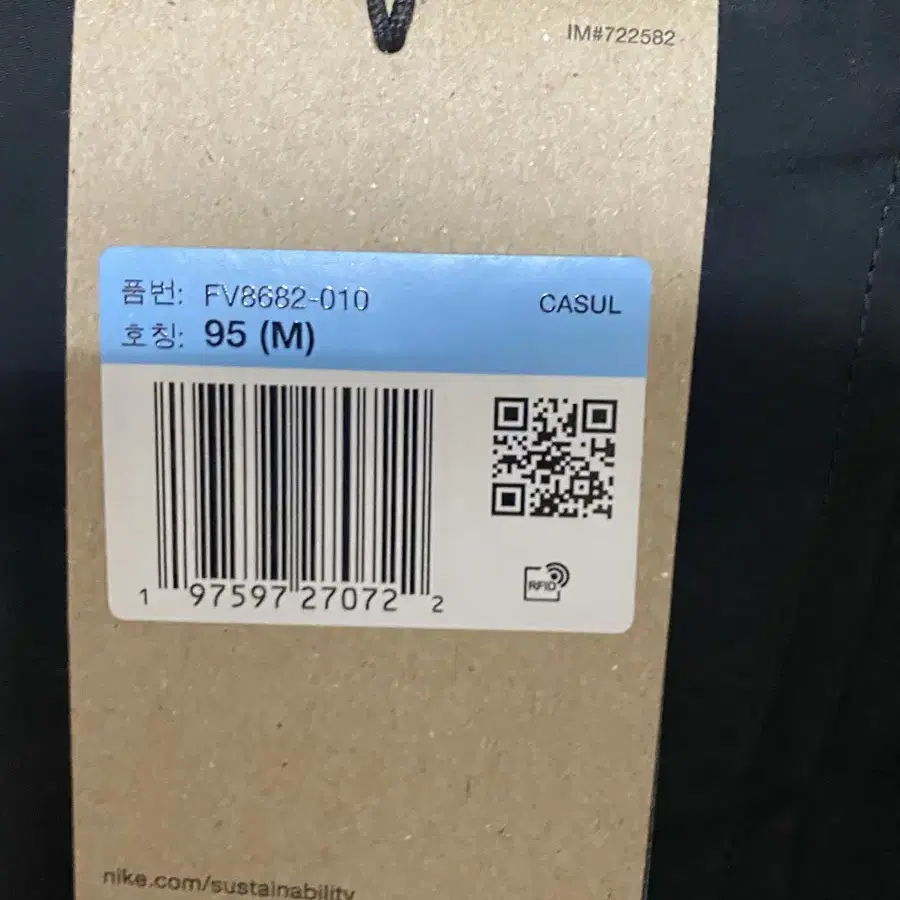 IM#722582
품번: FV8682-010 CASUL
호칭: 95 (M)
1 97597 27072 2
RFID
nike.com/sustainability